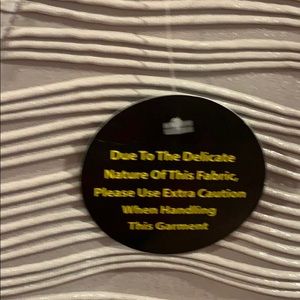 Due To The Delicate
Nature Of This Fabric,
Please Use Extra Caution
When Handling
This Garment